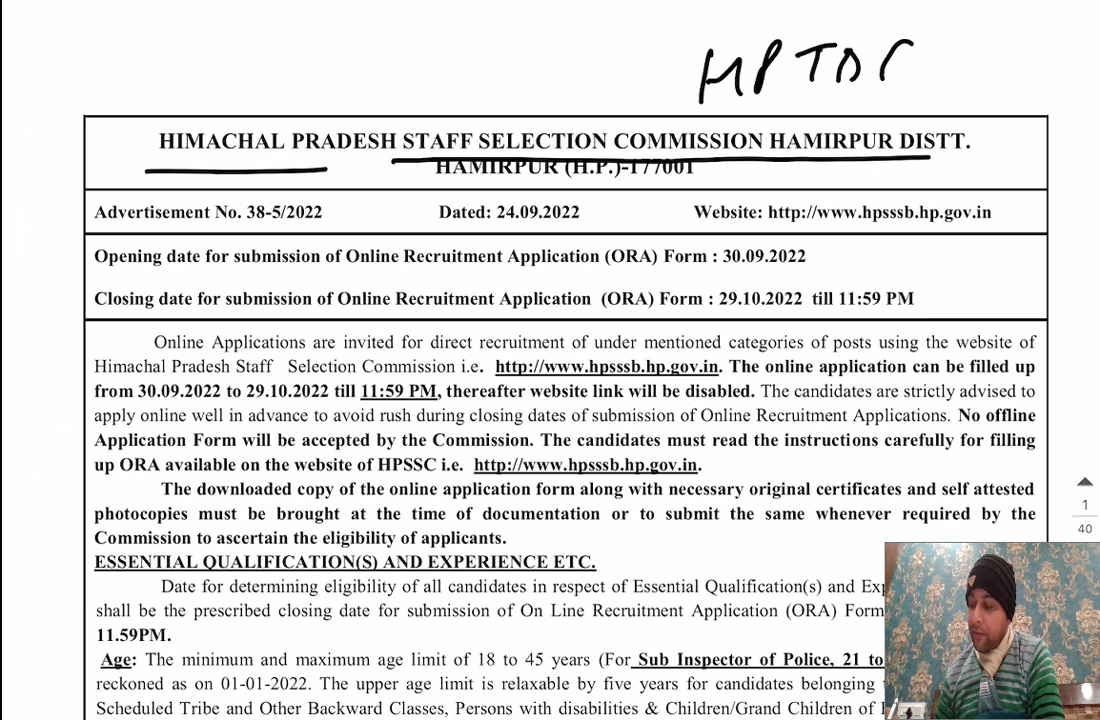 HPTDC
HIMACHAL PRADESH STAFF SELECTION COMMISSION HAMIRPUR DISTT.
HAMIRPUR (H.P.)-177001
Advertisement No. 38-5/2022 Dated: 24.09.2022 Website: http://www.hpsssb.hp.gov.in
Opening date for submission of Online Recruitment Application (ORA) Form : 30.09.2022
Closing date for submission of Online Recruitment Application (ORA) Form : 29.10.2022 till 11:59 PM
Online Applications are invited for direct recruitment of under mentioned categories of posts using the website of
Himachal Pradesh Staff Selection Commission i.e. http://www.hpsssb.hp.gov.in. The online application can be filled up
from 30.09.2022 to 29.10.2022 till 11:59 PM, thereafter website link will be disabled. The candidates are strictly advised to
apply online well in advance to avoid rush during closing dates of submission of Online Recruitment Applications. No offline
Application Form will be accepted by the Commission. The candidates must read the instructions carefully for filling
up ORA available on the website of HPSSC i.e. http://www.hpsssb.hp.gov.in.
The downloaded copy of the online application form along with necessary original certificates and self attested
photocopies must be brought at the time of documentation or to submit the same whenever required by the
Commission to ascertain the eligibility of applicants.
1
40
ESSENTIAL QUALIFICATION(S) AND EXPERIENCE ETC.
Date for determining eligibility of all candidates in respect of Essential Qualification(s) and
shall be the prescribed closing date for submission of On Line Recruitment Application (ORA) Form
11.59PM.
Age: The minimum and maximum age limit of 18 to 45 years (For Sub Inspector of Police, 21 to
reckoned as on 01-01-2022. The upper age limit is relaxable by five years for candidates belonging
Scheduled Tribe and Other Backward Classes, Persons with disabilities & Children/Grand Children of